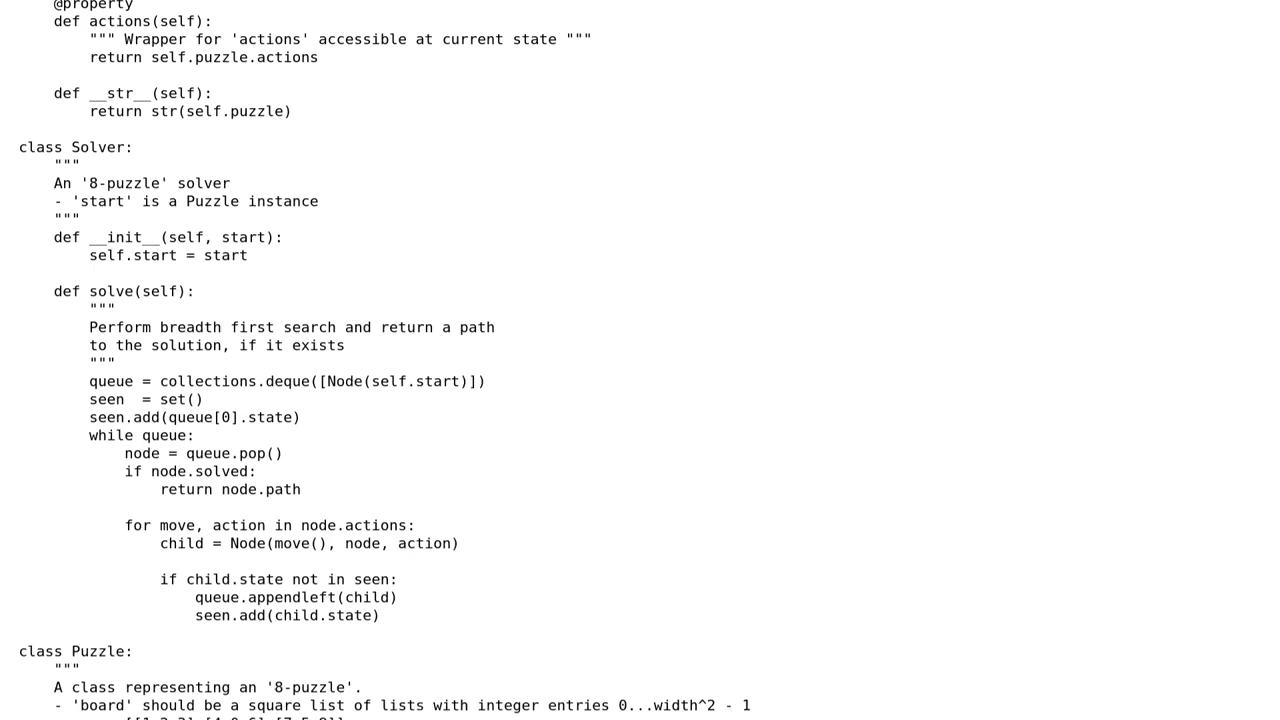 @property
def actions(self):
""" Wrapper for 'actions' accessible at current state """
return self.puzzle.actions
def __str__(self):
return str(self.puzzle)
class Solver:
"""
An '8-puzzle' solver
- 'start' is a Puzzle instance
"""
def __init__(self, start):
self.start = start
def solve(self):
"""
Perform breadth first search and return a path
to the solution, if it exists
"""
queue = collections.deque([Node(self.start)])
seen  = set()
seen.add(queue[0].state)
while queue:
node = queue.pop()
if node.solved:
return node.path
for move, action in node.actions:
child = Node(move(), node, action)
if child.state not in seen:
queue.appendleft(child)
seen.add(child.state)
class Puzzle:
"""
A class representing an '8-puzzle'.
- 'board' should be a square list of lists with integer entries 0...width^2 - 1